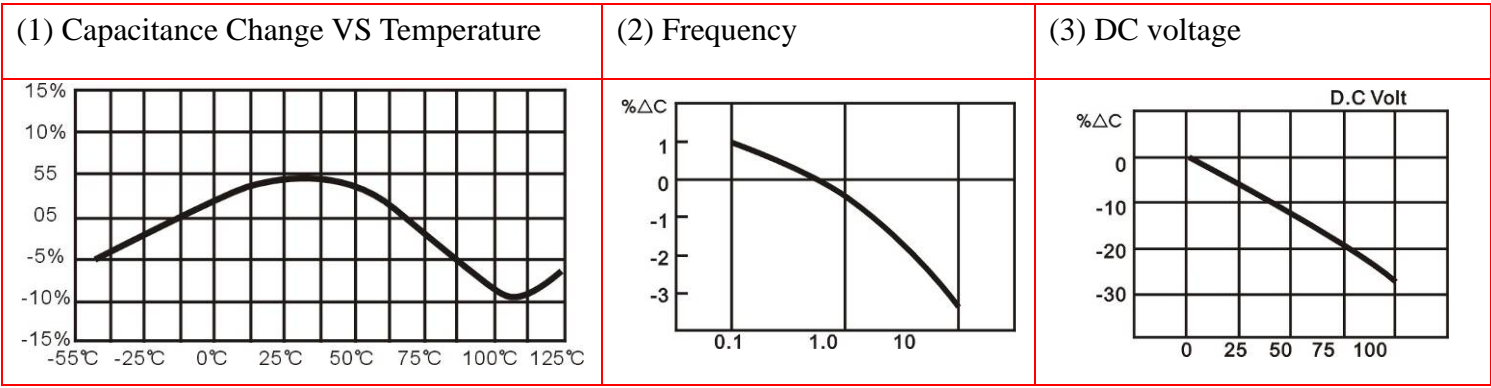 (1) Capacitance Change VS Temperature
(2) Frequency
(3) DC voltage
15%
10%
55
05
-5%
-10%
-15%
-55℃ -25℃ 0℃ 25℃ 50℃ 75℃ 100℃ 125℃
%△C
1
0
-1
-2
-3
0.1 1.0 10
D.C Volt
%△C
0
-10
-20
-30
0 25 50 75 100